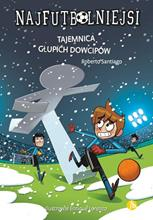 NAJFUTBOLNIEJSI
TAJEMNICA
GŁUPICH DOWCIPÓW
Roberto Santiago